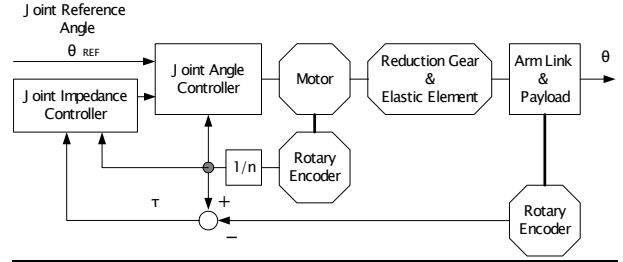 Joint Reference
Angle
θ REF
Joint Angle
Controller
Motor
Reduction Gear
&
Elastic Element
Arm Link
&
Payload
θ
Joint Impedance
Controller
1/n
Rotary
Encoder
τ
+
−
Rotary
Encoder